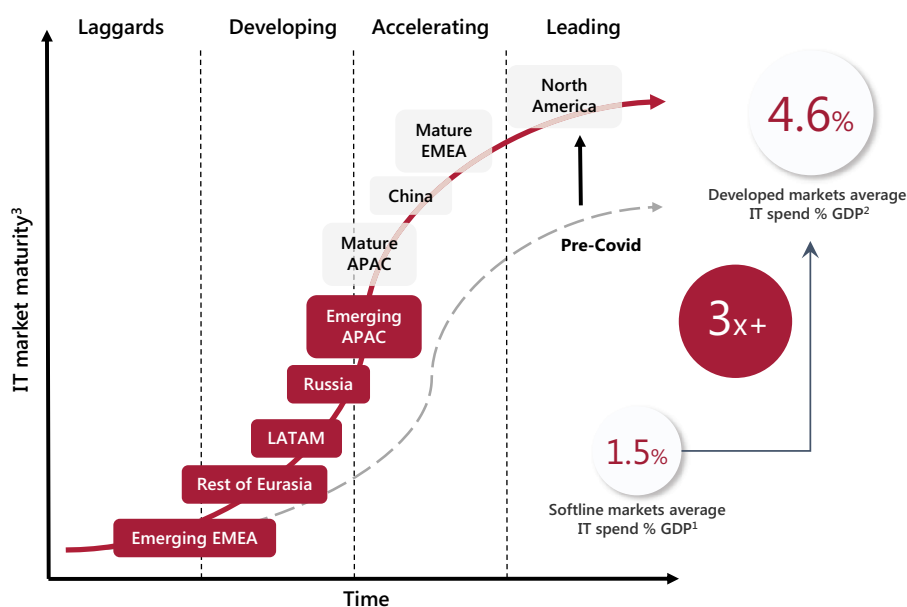 Laggards
Developing
Accelerating
Leading
IT market maturity3
North
America
Mature
EMEA
China
Mature
APAC
Emerging
APAC
Russia
LATAM
Rest of Eurasia
Emerging EMEA
Pre-Covid
Time
4.6%
Developed markets average
IT spend % GDP2
3x+
1.5%
Softline markets average
IT spend % GDP1